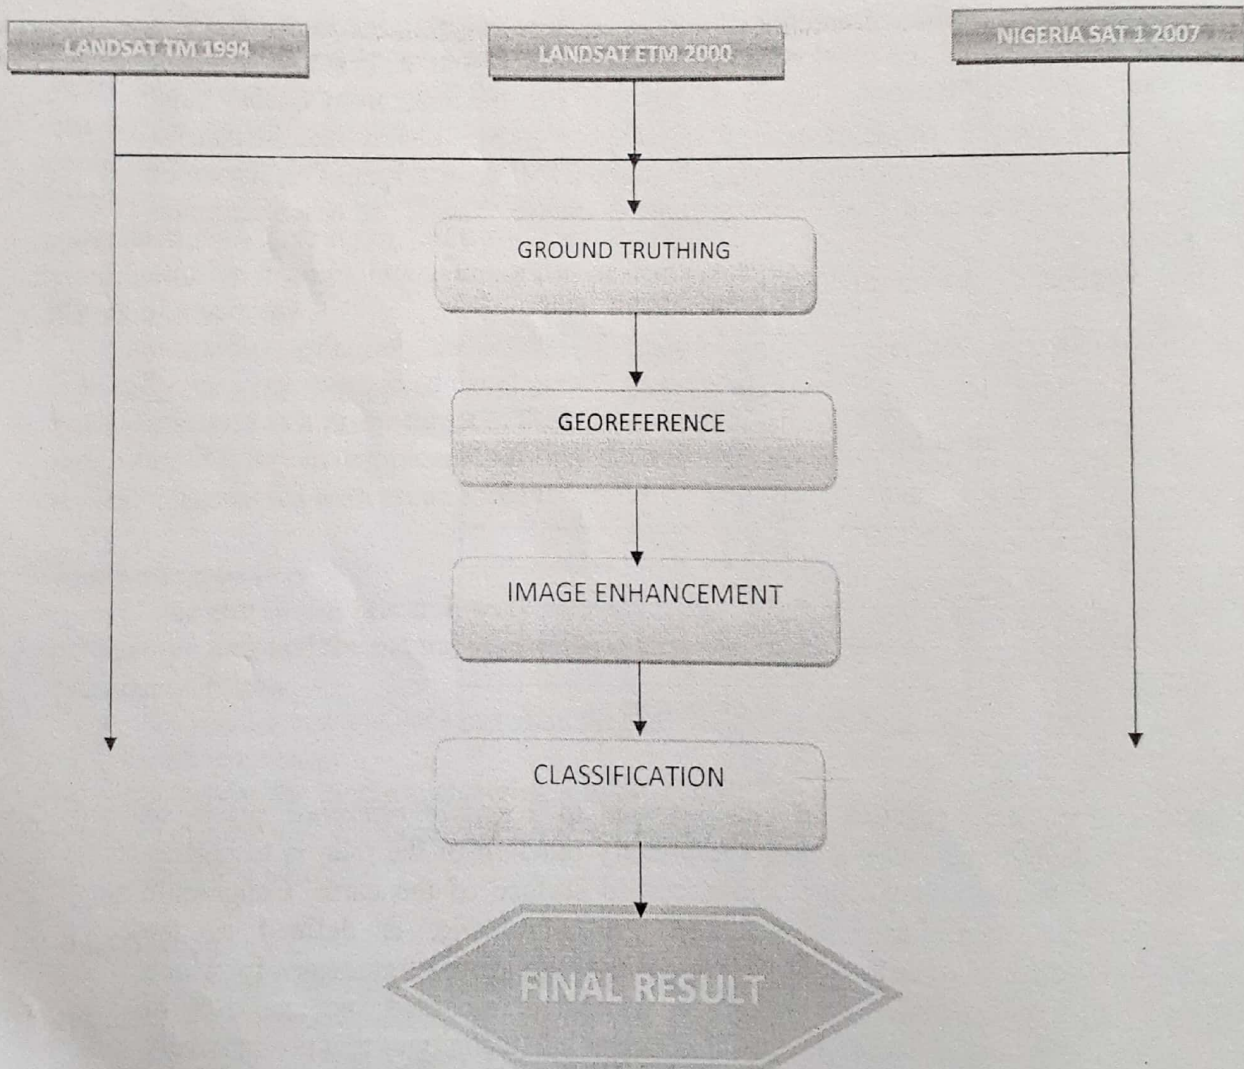 LANDSAT TM 1994
LANDSAT ETM 2000
NIGERIA SAT 1 2007
GROUND TRUTHING
GEOREFERENCE
IMAGE ENHANCEMENT
CLASSIFICATION
FINAL RESULT